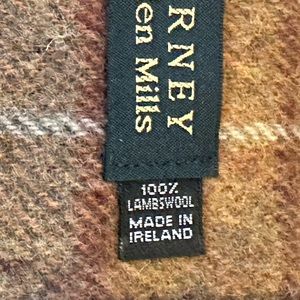 RNEY
en Mills
100%
LAMBSWOOL
MADE IN
IRELAND